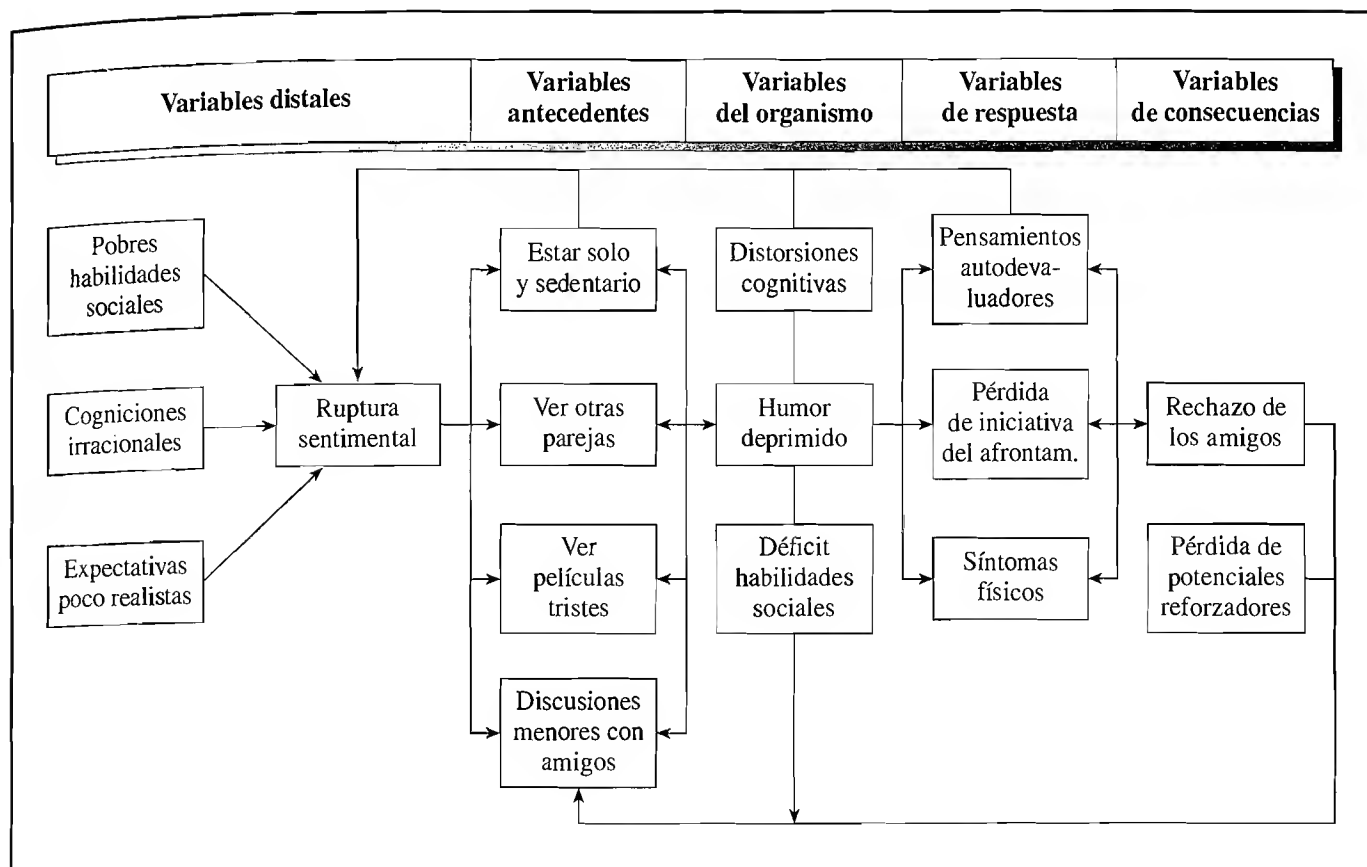 Variables distales
Variables
antecedentes
Variables
del organismo
Variables
de respuesta
Variables
de consecuencias
Pobres
habilidades
sociales
Cogniciones
irracionales
Expectativas
poco realistas
Ruptura
sentimental
Estar solo
y sedentario
Ver otras
parejas
Ver
películas
tristes
Discusiones
menores con
amigos
Distorsiones
cognitivas
Humor
deprimido
Déficit
habilidades
sociales
Pensamientos
autodeva-
luadores
Pérdida
de iniciativa
del afrontam.
Síntomas
físicos
Rechazo de
los amigos
Pérdida de
potenciales
reforzadores